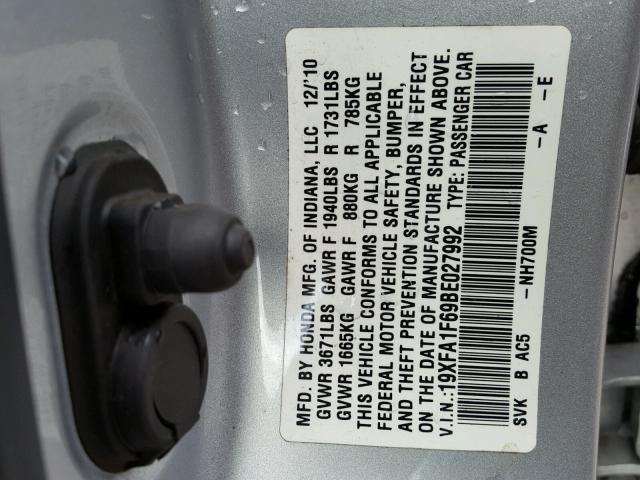 MFD. BY HONDA MFG. OF INDIANA, LLC 12/'10
GVWR 3671LBS GAWR F 1940LBS R 1731LBS
GVWR 1665KG GAWR F 880KG R 785KG
THIS VEHICLE CONFORMS TO ALL APPLICABLE
FEDERAL MOTOR VEHICLE SAFETY, BUMPER,
AND THEFT PREVENTION STANDARDS IN EFFECT
ON THE DATE OF MANUFACTURE SHOWN ABOVE.
V.I.N.:19XFA1F69BE027992 TYPE: PASSENGER CAR
SVK B AC5 -A -E
-NH700M